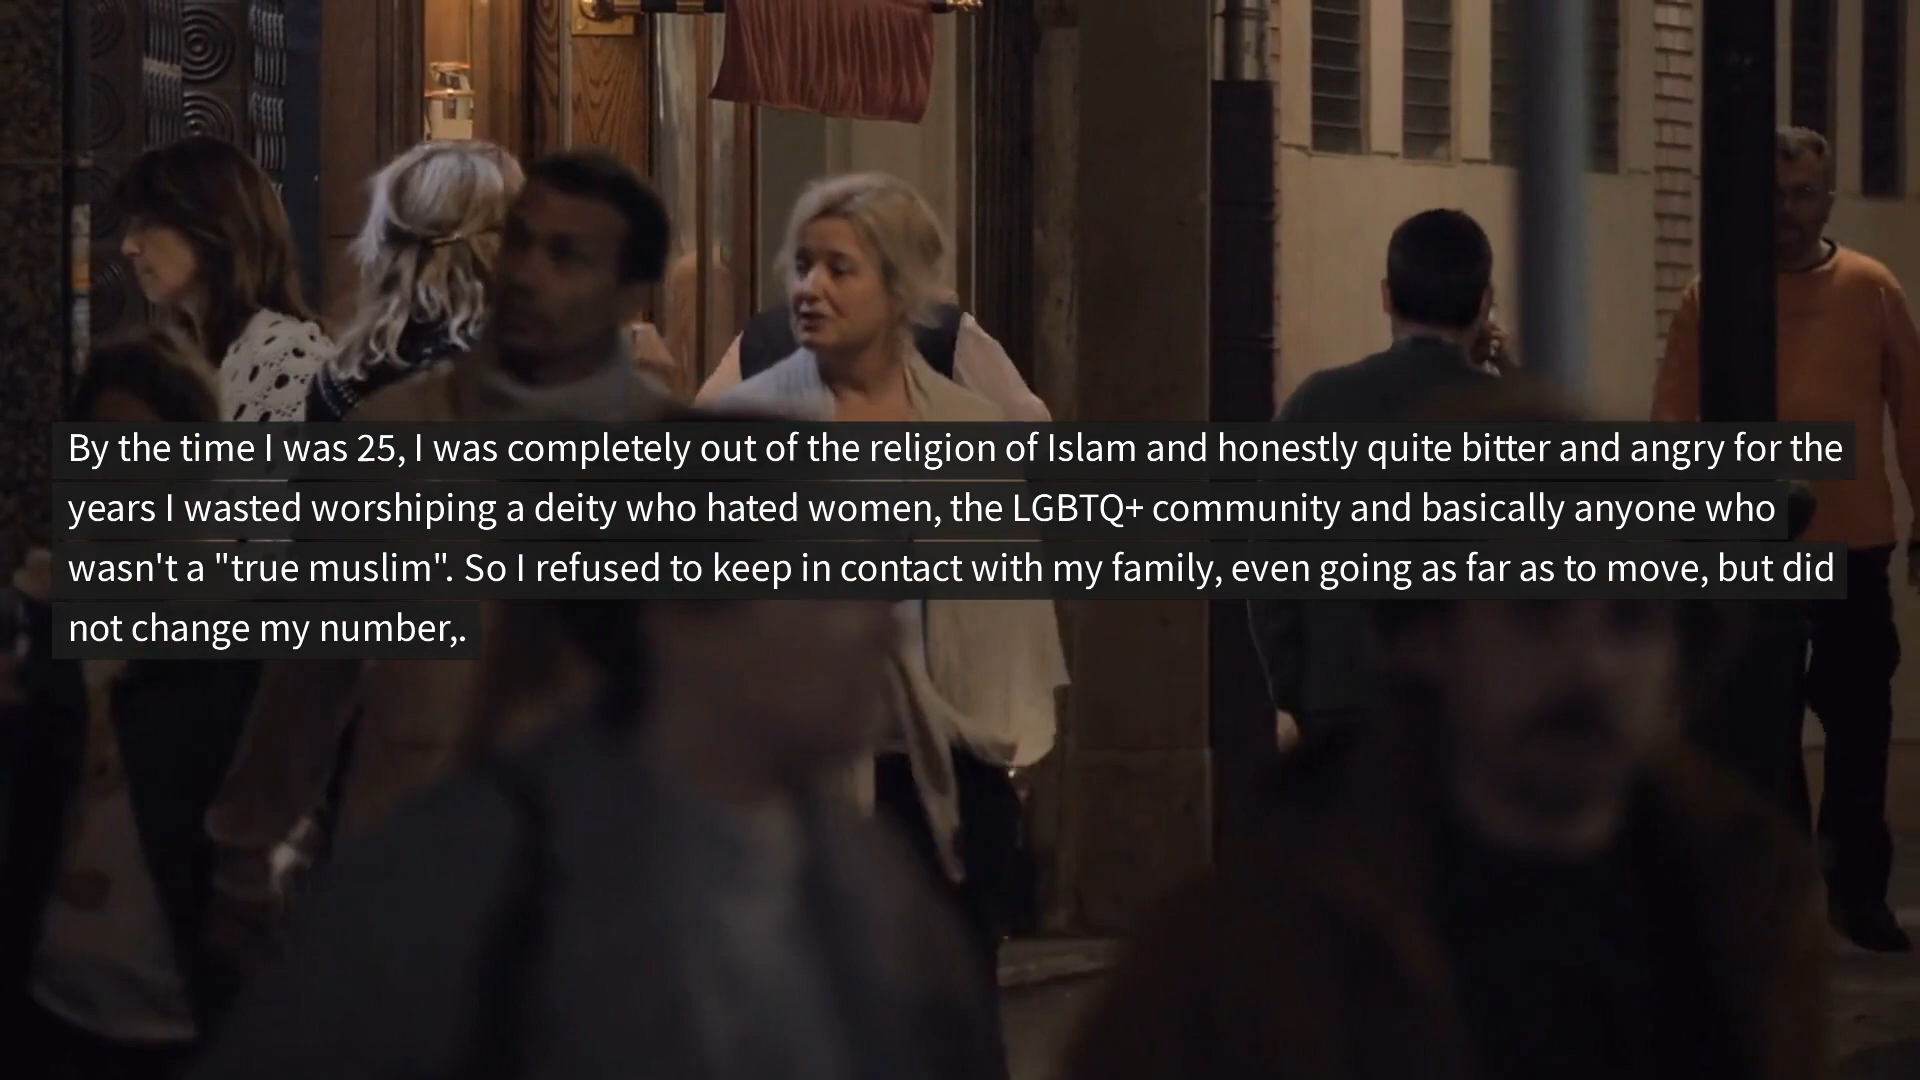 By the time I was 25, I was completely out of the religion of Islam and honestly quite bitter and angry for the
years I wasted worshiping a deity who hated women, the LGBTQ+ community and basically anyone who
wasn't a "true muslim". So I refused to keep in contact with my family, even going as far as to move, but did
not change my number,.